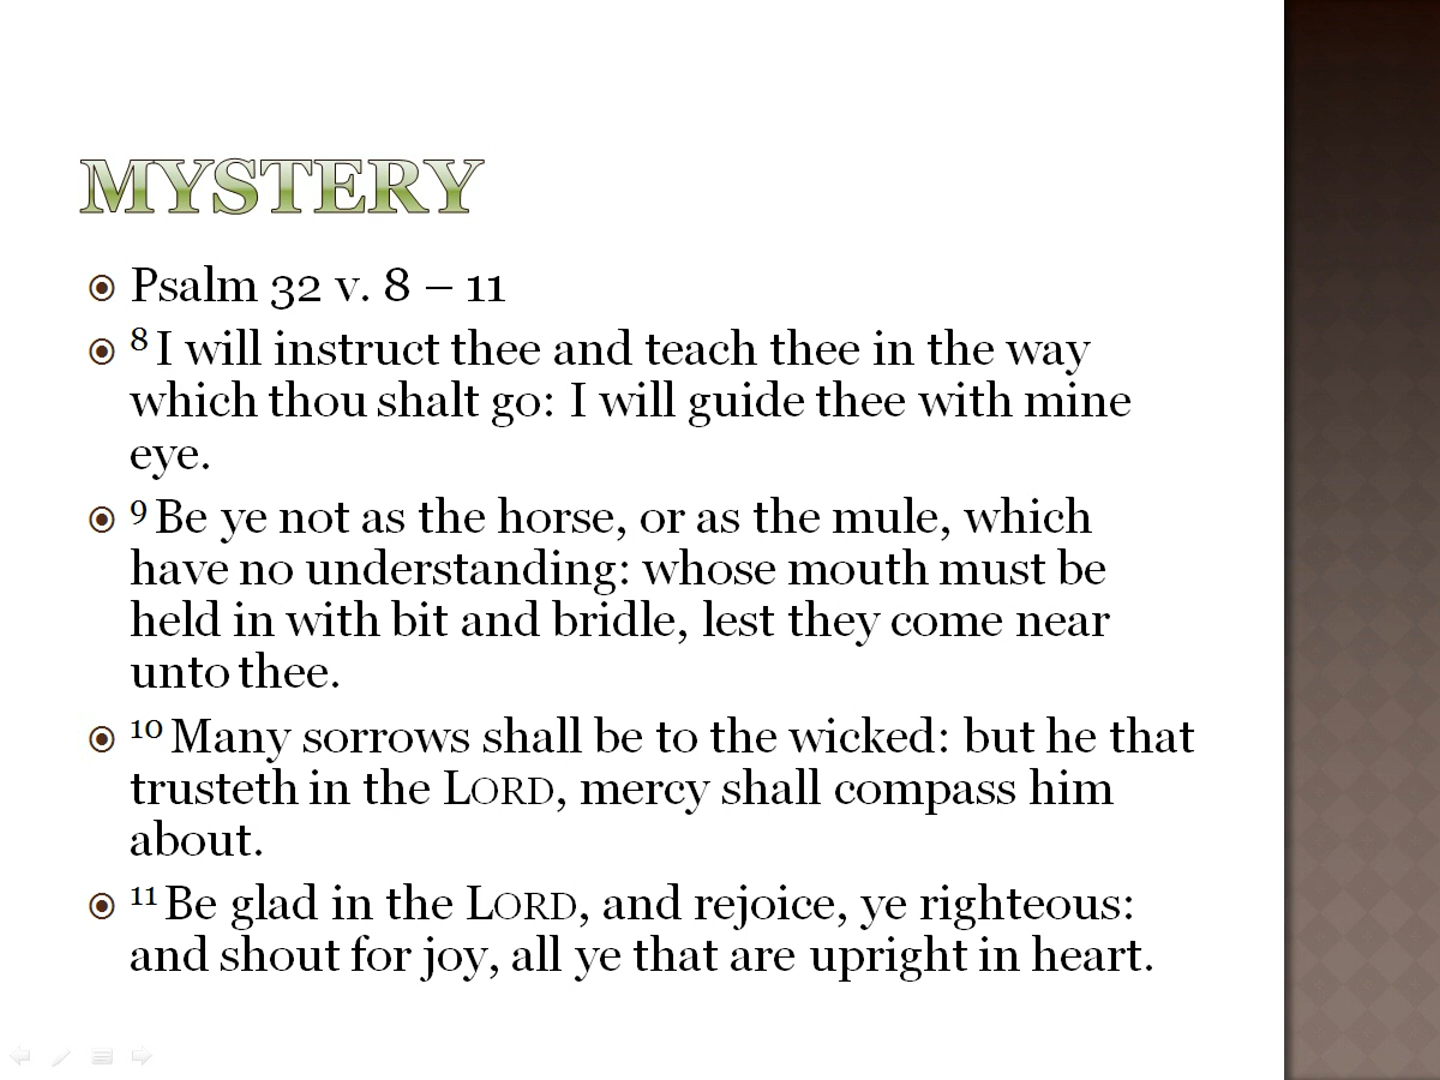 MYSTERY
Psalm 32 v. 8 – 11
8 I will instruct thee and teach thee in the way
which thou shalt go: I will guide thee with mine
eye.
9 Be ye not as the horse, or as the mule, which
have no understanding: whose mouth must be
held in with bit and bridle, lest they come near
unto thee.
10 Many sorrows shall be to the wicked: but he that
trusteth in the LORD, mercy shall compass him
about.
11 Be glad in the LORD, and rejoice, ye righteous:
and shout for joy, all ye that are upright in heart.